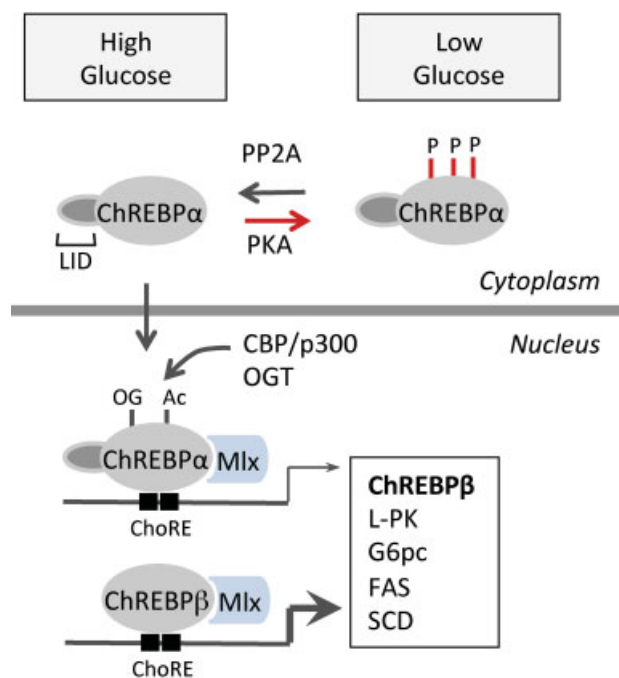 High
Glucose
Low
Glucose
PP2A
P P P
ChREBPα
ChREBPα
LID
PKA
Cytoplasm
Nucleus
CBP/p300
OGT
OG Ac
ChREBPα Mlx
ChoRE
ChREBPβ
L-PK
G6pc
FAS
SCD
ChREBPβ Mlx
ChoRE